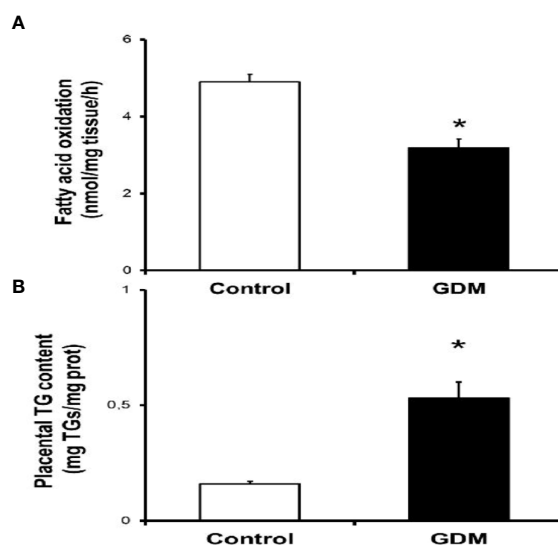 A
Fatty acid oxidation
(nmol/mg tissue/h)
6
4
2
0
*
Control GDM
B
Placental TG content
(mg TGs/mg prot)
1
0,5
0
*
Control GDM